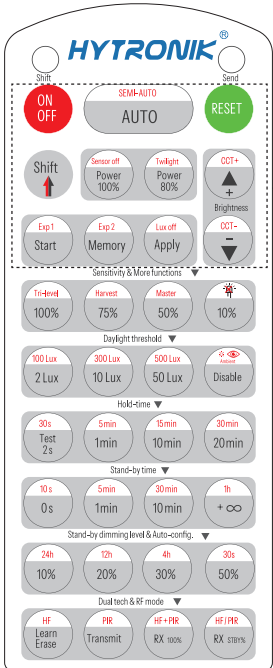 HYTRONIK®
Shift Send
SEMI-AUTO
ON
OFF
AUTO
RESET
Shift
Sensor off
Power
100%
Twilight
Power
80%
CCT+
+
Brightness
Exp 1
Start
Exp 2
Memory
Lux off
Apply
CCT-
-
Sensitivity & More functions ▼
Tri-level Harvest Master
100% 75% 50% 10%
Daylight threshold ▼
100 Lux 300 Lux 500 Lux Ambient
2 Lux 10 Lux 50 Lux Disable
Hold-time ▼
30s 5min 15min 30min
Test
2s
1min 10min 20min
Stand-by time ▼
10s 5min 30min 1h
0s 1min 10min + ∞
Stand-by dimming level & Auto-config. ▼
24h 12h 4h 30s
10% 20% 30% 50%
Dual tech & RF mode ▼
HF PIR HF+PIR HF/PIR
Learn
Erase
Transmit RX 100% RX STBY%